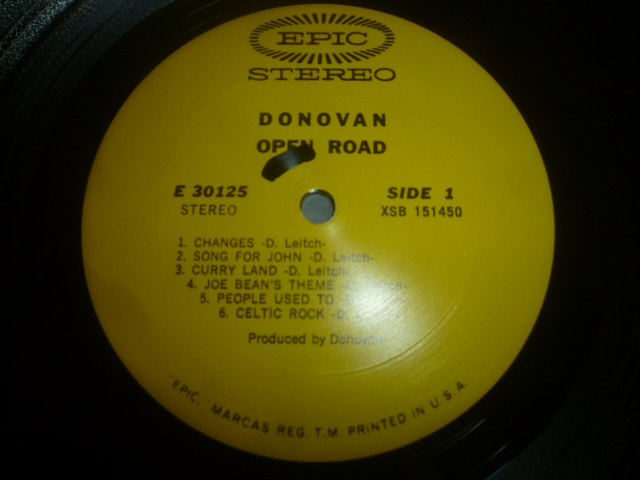 EPIC
STEREO
DONOVAN
OPEN ROAD
E 30125
SIDE 1
STEREO
XSB 151450
1. CHANGES -D. Leitch-
2. SONG FOR JOHN -D. Leitch-
3. CURRY LAND -D. Leitch-
4. JOE BEAN'S THEME
5. PEOPLE USED TO
6. CELTIC ROCK
Produced by Donovan
"EPIC, MARCAS REG. T.M. PRINTED IN U.S.A.